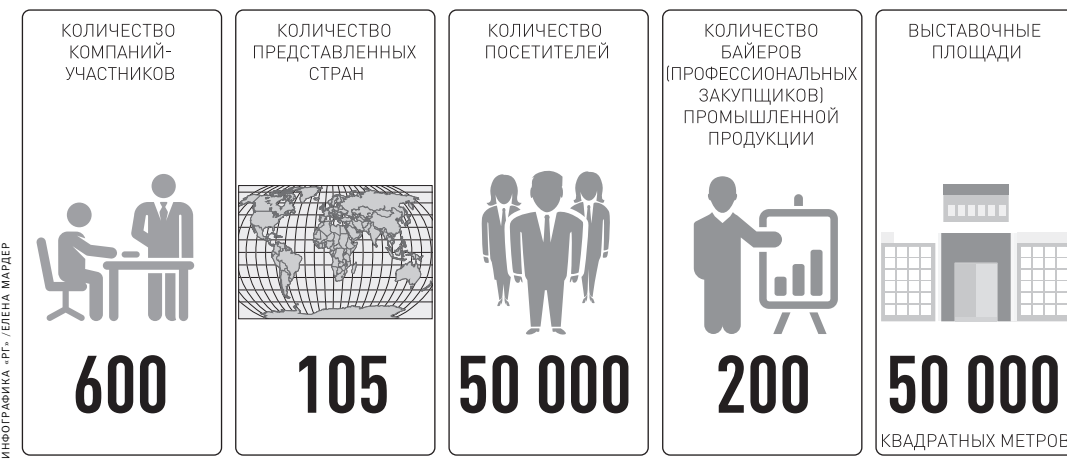 КОЛИЧЕСТВО
КОМПАНИЙ-
УЧАСТНИКОВ
600
КОЛИЧЕСТВО
ПРЕДСТАВЛЕННЫХ
СТРАН
105
КОЛИЧЕСТВО
ПОСЕТИТЕЛЕЙ
50 000
КОЛИЧЕСТВО
БАЙЕРОВ
(ПРОФЕССИОНАЛЬНЫХ
ЗАКУПЩИКОВ)
ПРОМЫШЛЕННОЙ
ПРОДУКЦИИ
200
ВЫСТАВОЧНЫЕ
ПЛОЩАДИ
50 000
КВАДРАТНЫХ МЕТРОВ
ИНФОГРАФИКА «РГ» / ЕЛЕНА МАРДЕР